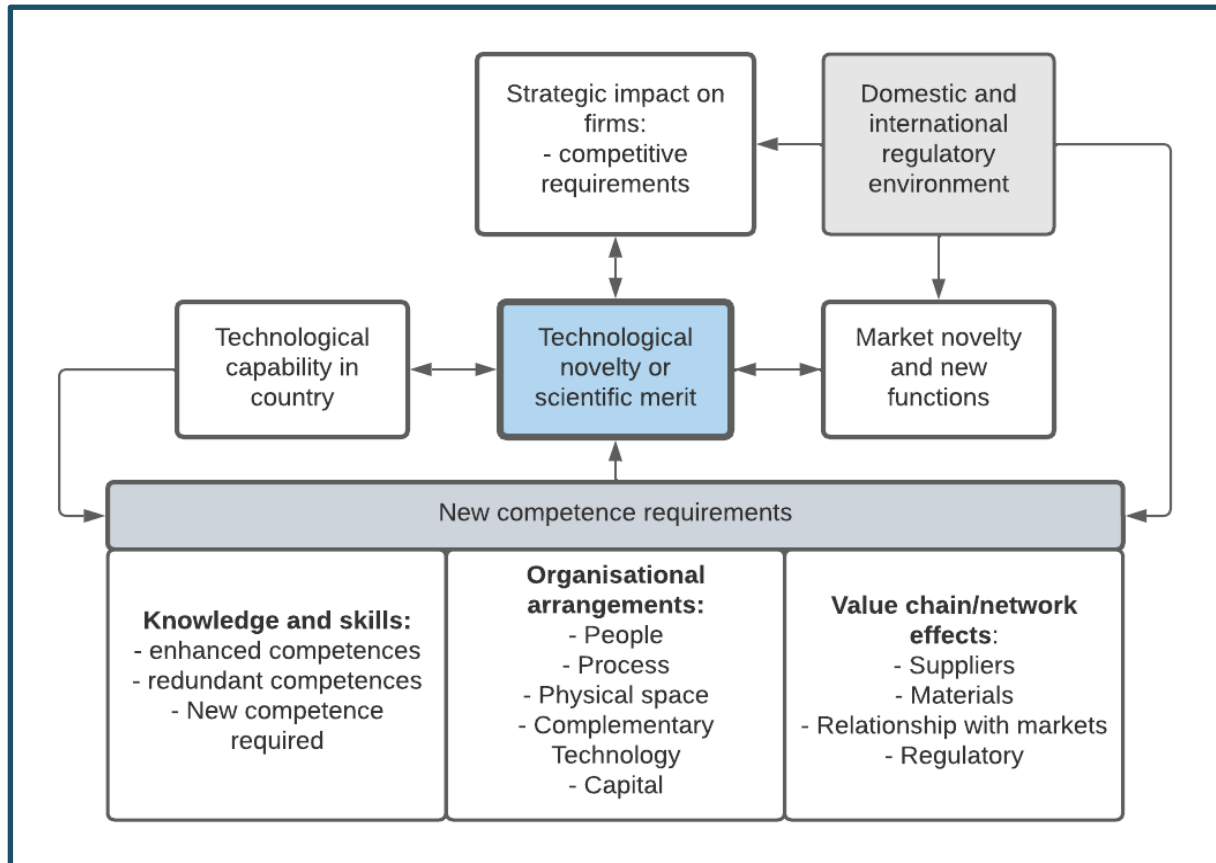 Strategic impact on
firms:
- competitive
requirements
Domestic and
international
regulatory
environment
Technological
capability in
country
Technological
novelty or
scientific merit
Market novelty
and new
functions
New competence requirements
Knowledge and skills:
- enhanced competences
- redundant competences
- New competence
required
Organisational
arrangements:
- People
- Process
- Physical space
- Complementary
Technology
- Capital
Value chain/network
effects:
- Suppliers
- Materials
- Relationship with markets
- Regulatory